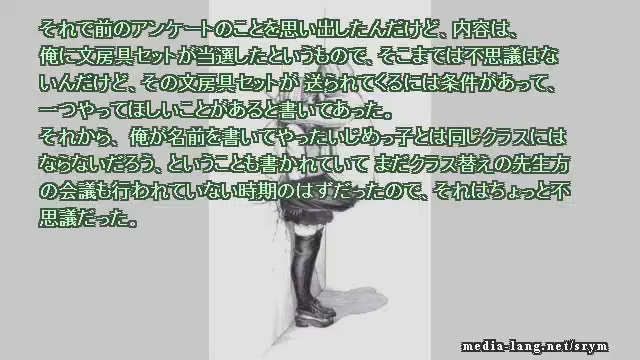 それで前のアンケートのことを思い出したんだけど、内容は、
俺に文房具セットが当選したというもので、そこまでは不思議はな
いんだけど、その文房具セットが 送られてくるには条件があって、
一つやってほしいことがあると書いてあった。
それから、 俺が名前を書いてやったいじめっ子とは同じクラスには
ならないだろう、ということも書かれていて まだクラス替えの先生方
の会議も行われていない時期のはずだったので、それはちょっと不
思議だった。
media-lang.net/srym